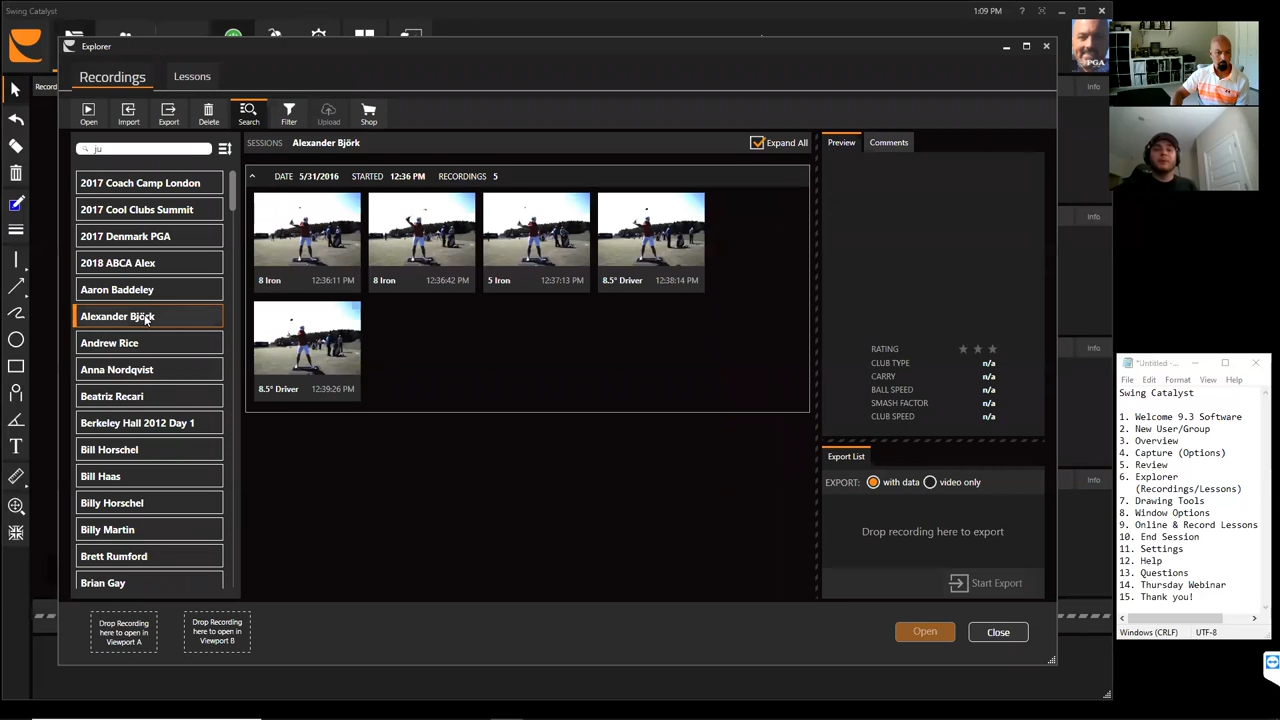 Swing Catalyst
1:09 PM
?
Explorer
PGA
Recordings
Lessons
Record
Info
Open
Import
Export
Delete
Search
Filter
Upload
Shop
ju
SESSIONS Alexander Björk
Expand All
Preview
Comments
DATE 5/31/2016 STARTED 12:36 PM RECORDINGS 5
2017 Coach Camp London
2017 Cool Clubs Summit
2017 Denmark PGA
2018 ABCA Alex
Aaron Baddeley
Alexander Björk
Andrew Rice
Anna Nordqvist
Beatriz Recari
Berkeley Hall 2012 Day 1
Bill Horschel
Bill Haas
Billy Horschel
Billy Martin
Brett Rumford
Brian Gay
8 Iron 12:36:11 PM
8 Iron 12:36:42 PM
5 Iron 12:37:13 PM
8.5° Driver 12:38:14 PM
8.5° Driver 12:39:26 PM
RATING
CLUB TYPE n/a
CARRY n/a
BALL SPEED n/a
SMASH FACTOR n/a
CLUB SPEED n/a
Export List
EXPORT: with data video only
Drop recording here to export
Start Export
Drop Recording
here to open in
Viewport A
Drop Recording
here to open in
Viewport B
Open
Close
Info
Info
Info
T
*Untitled - ...
File Edit Format View Help
Swing Catalyst
1. Welcome 9.3 Software
2. New User/Group
3. Overview
4. Capture (Options)
5. Review
6. Explorer
(Recordings/Lessons)
7. Drawing Tools
8. Window Options
9. Online & Record Lessons
10. End Session
11. Settings
12. Help
13. Questions
14. Thursday Webinar
15. Thank you!
Windows (CRLF) UTF-8